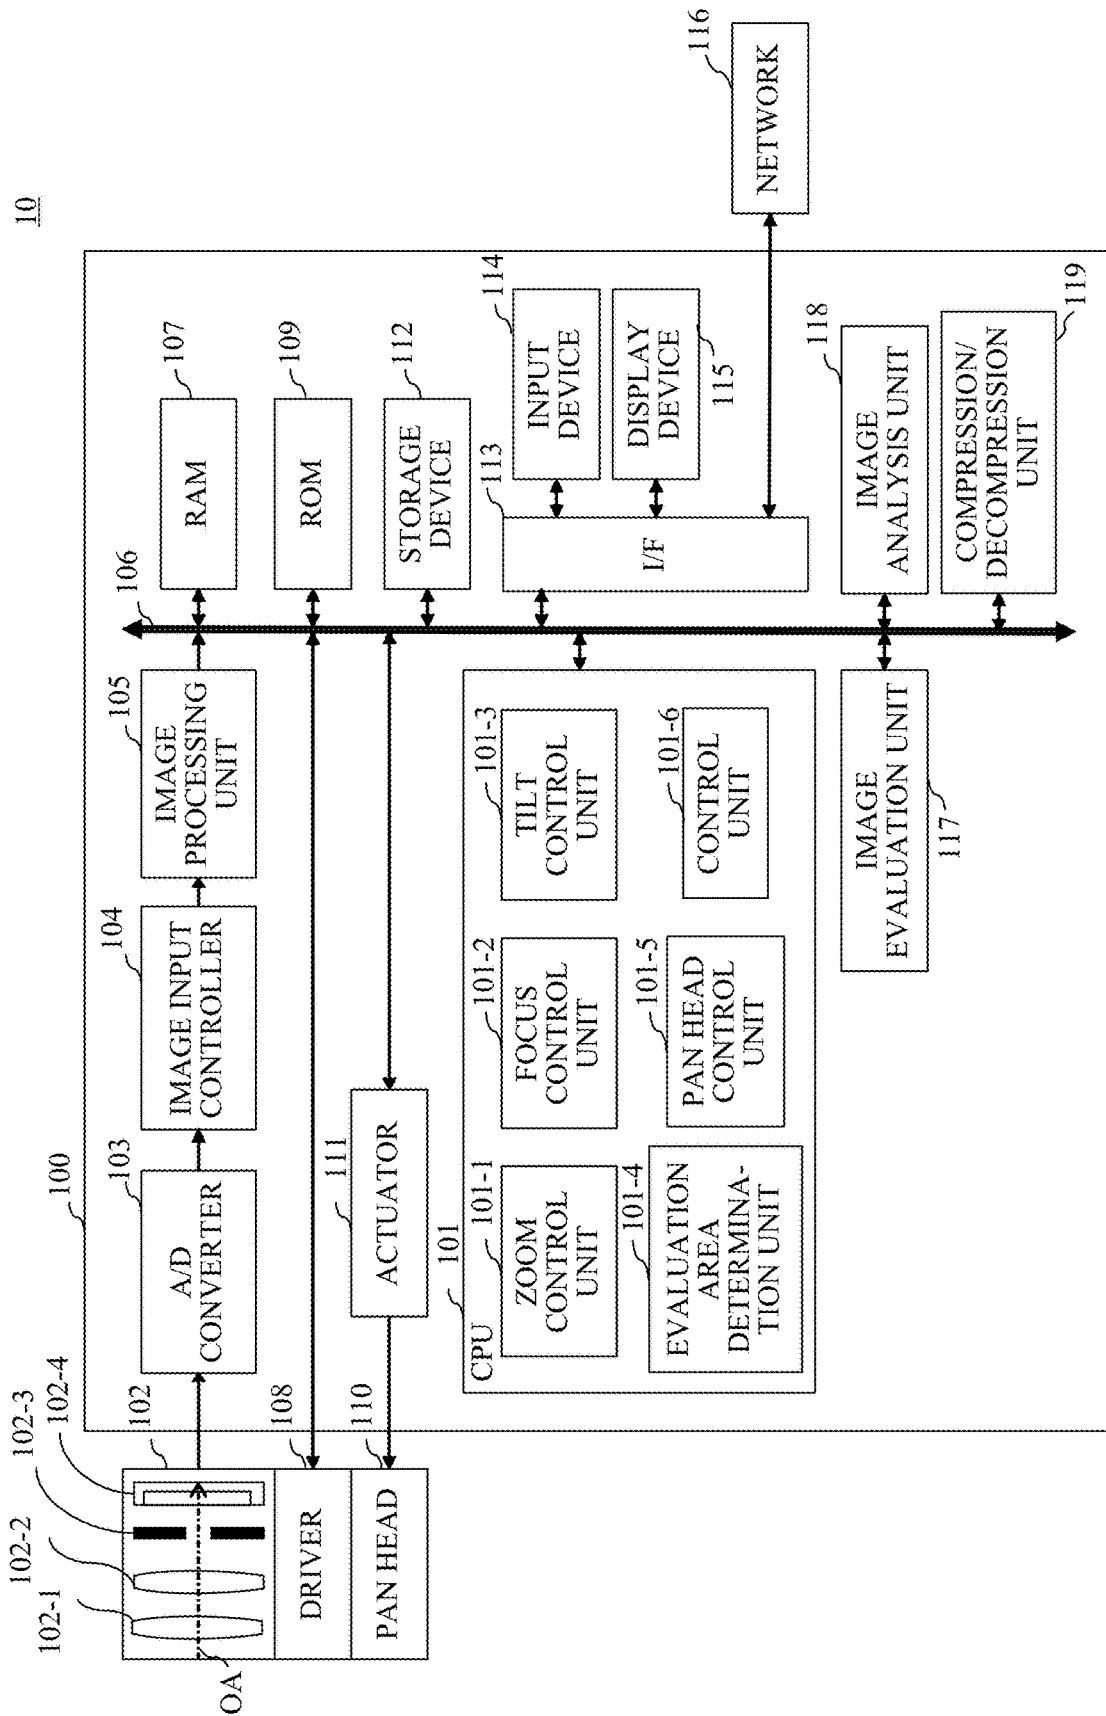 10
100
102-1
102-2
102-3
102-4
102
OA
DRIVER
108
PAN HEAD
110
103
A/D
CONVERTER
104
IMAGE INPUT
CONTROLLER
105
IMAGE
PROCESSING
UNIT
106
107
RAM
109
ROM
112
STORAGE
DEVICE
111
ACTUATOR
101
CPU
101-1
ZOOM
CONTROL
UNIT
101-2
FOCUS
CONTROL
UNIT
101-3
TILT
CONTROL
UNIT
101-4
EVALUATION
AREA
DETERMINA-
TION UNIT
101-5
PAN HEAD
CONTROL
UNIT
101-6
CONTROL
UNIT
113
I/F
114
INPUT
DEVICE
DISPLAY
DEVICE
115
116
NETWORK
IMAGE
EVALUATION UNIT
117
118
IMAGE
ANALYSIS UNIT
COMPRESSION/
DECOMPRESSION
UNIT
119